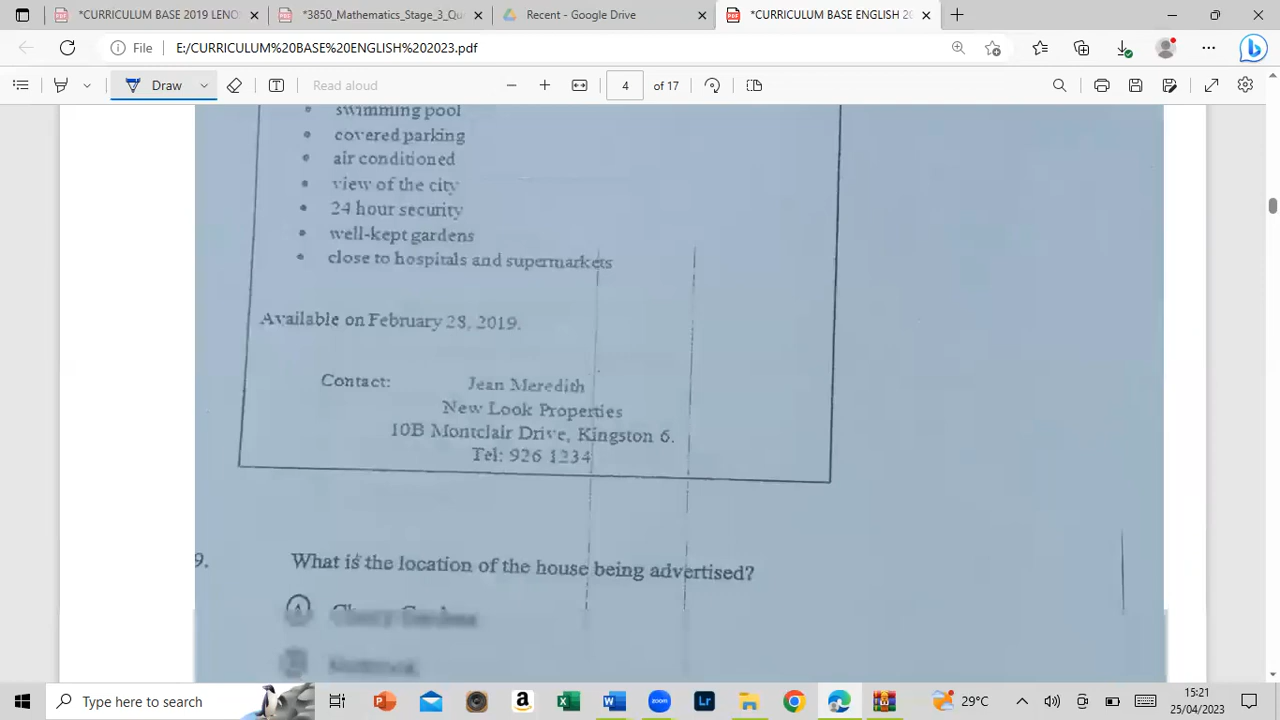 *CURRICULUM BASE 2019 LENO
*3850_Mathematics_Stage_3_Qu
Recent - Google Drive
*CURRICULUM BASE ENGLISH 20
File
E:/CURRICULUM%20BASE%20ENGLISH%202023.pdf
Draw
Read aloud
4 of 17
swimming pool
covered parking
air conditioned
view of the city
24 hour security
well-kept gardens
close to hospitals and supermarkets
Available on February 28, 2019.
Contact: Jean Meredith
New Look Properties
10B Montclair Drive, Kingston 6.
Tel: 926 1234
9. What is the location of the house being advertised?
A Cherry Gardens
Type here to search
29°C
15:21
25/04/2023